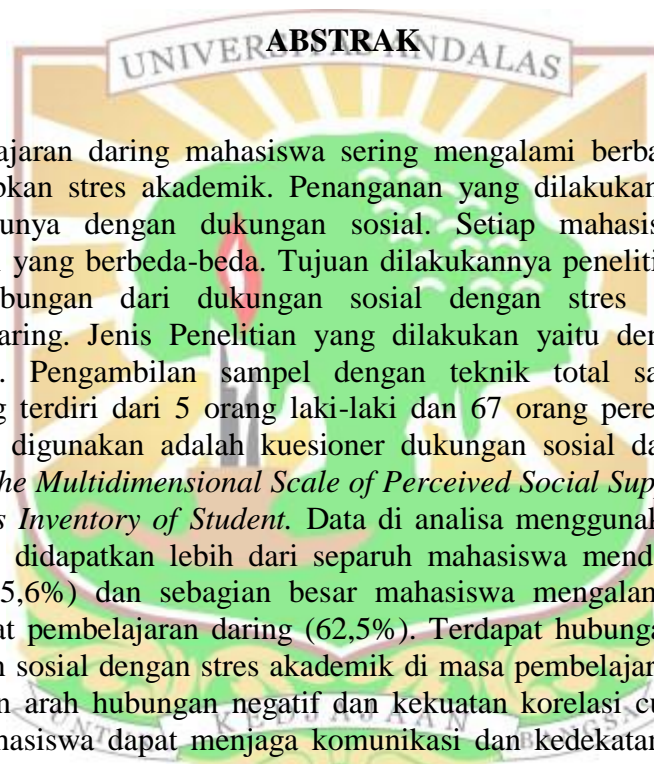 ABSTRAK
UNIVERSITAS ANDALAS
ajaran daring mahasiswa sering mengalami berba
bkan stres akademik. Penanganan yang dilakukan
unya dengan dukungan sosial. Setiap mahasis
yang berbeda-beda. Tujuan dilakukannya peneliti
bungan dari dukungan sosial dengan stres
aring. Jenis Penelitian yang dilakukan yaitu den
. Pengambilan sampel dengan teknik total sa
g terdiri dari 5 orang laki-laki dan 67 orang pere
digunakan adalah kuesioner dukungan sosial da
he Multidimensional Scale of Perceived Social Sup
s Inventory of Student. Data di analisa menggunak
didapatkan lebih dari separuh mahasiswa mend
5,6%) dan sebagian besar mahasiswa mengalam
at pembelajaran daring (62,5%). Terdapat hubunga
n sosial dengan stres akademik di masa pembelajar
n arah hubungan negatif dan kekuatan korelasi cu
hasiswa dapat menjaga komunikasi dan kedekatan
UNTUK KEDJAJAAN BANGSA